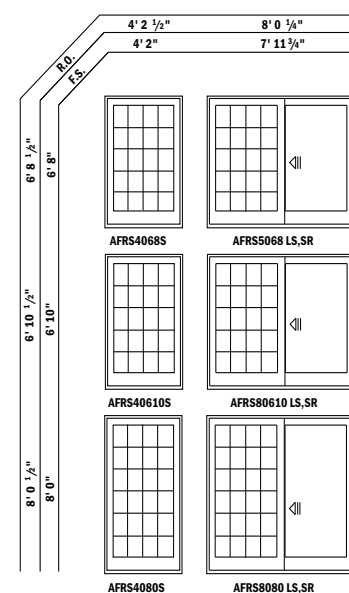 4' 2 1/2" 8' 0 1/4"
4' 2" 7' 11 3/4"
R.O.
F.S.
6' 8 1/2" 6' 8"
AFRS4068S AFRS5068 LS,SR
6' 10 1/2" 6' 10"
AFRS40610S AFRS80610 LS,SR
8' 0 1/2" 8' 0"
AFRS4080S AFRS8080 LS,SR